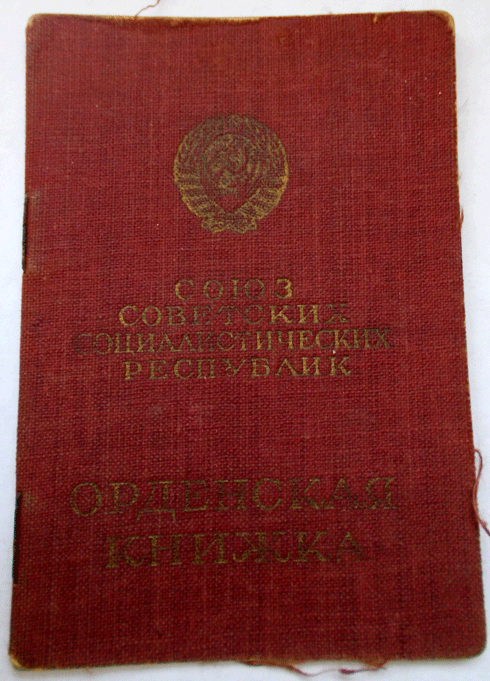 СОЮЗ
СОВЕТСКИХ
СОЦИАЛИСТИЧЕСКИХ
РЕСПУБЛИК
ОРДЕНСКАЯ
КНИЖКА